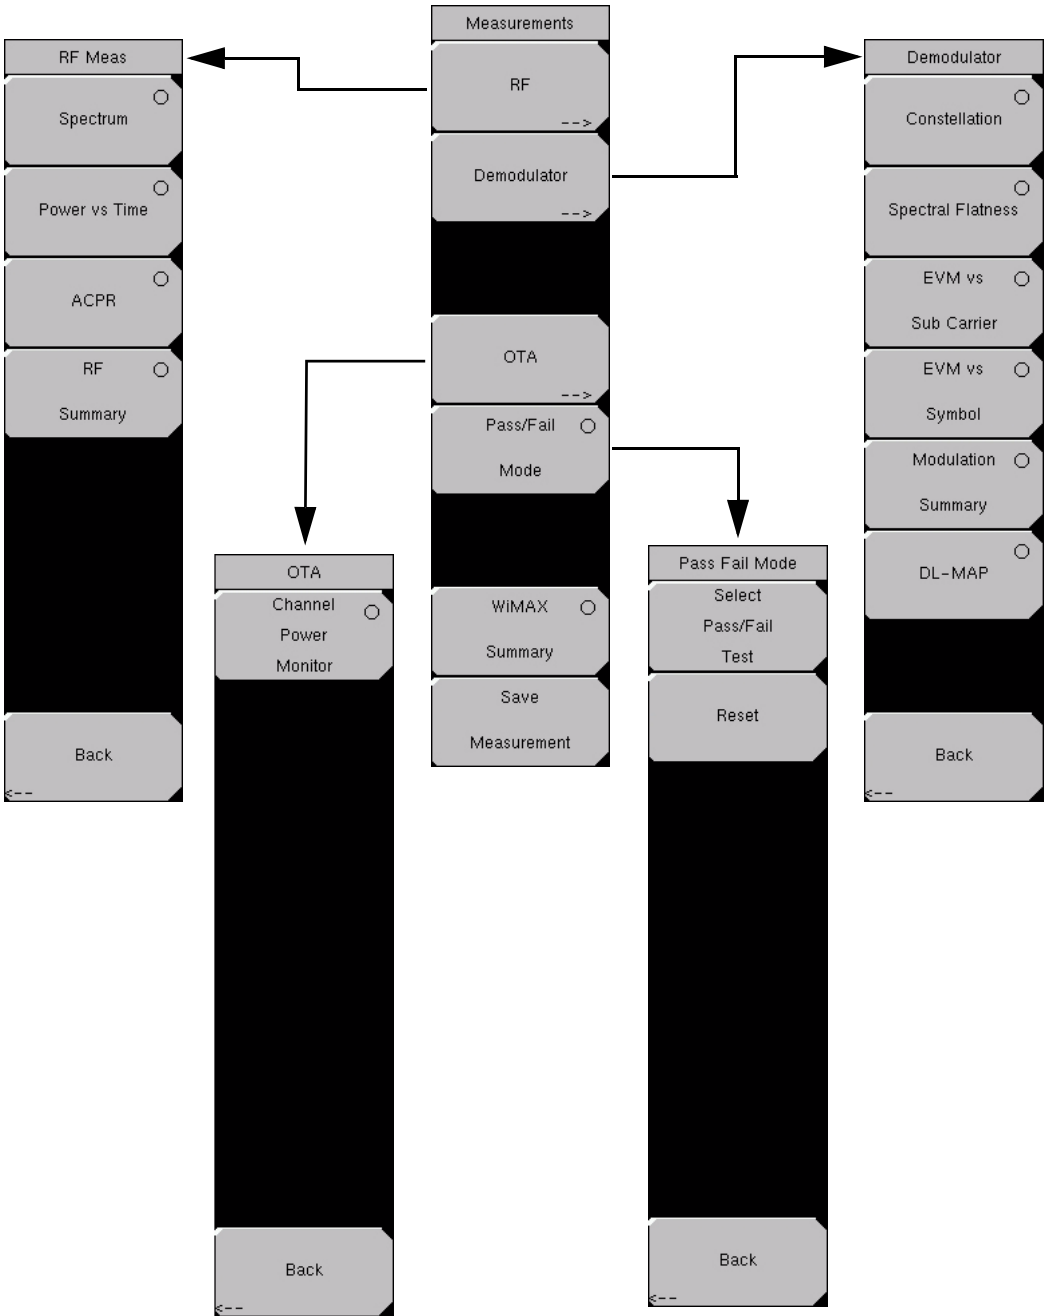 Measurements
RF
-->
Demodulator
-->
OTA
-->
Pass/Fail
Mode
WiMAX
Summary
Save
Measurement
RF Meas
Spectrum
Power vs Time
ACPR
RF
Summary
Back
<--
Demodulator
Constellation
Spectral Flatness
EVM vs
Sub Carrier
EVM vs
Symbol
Modulation
Summary
DL-MAP
Back
<--
OTA
Channel
Power
Monitor
Back
<--
Pass Fail Mode
Select
Pass/Fail
Test
Reset
Back
<--